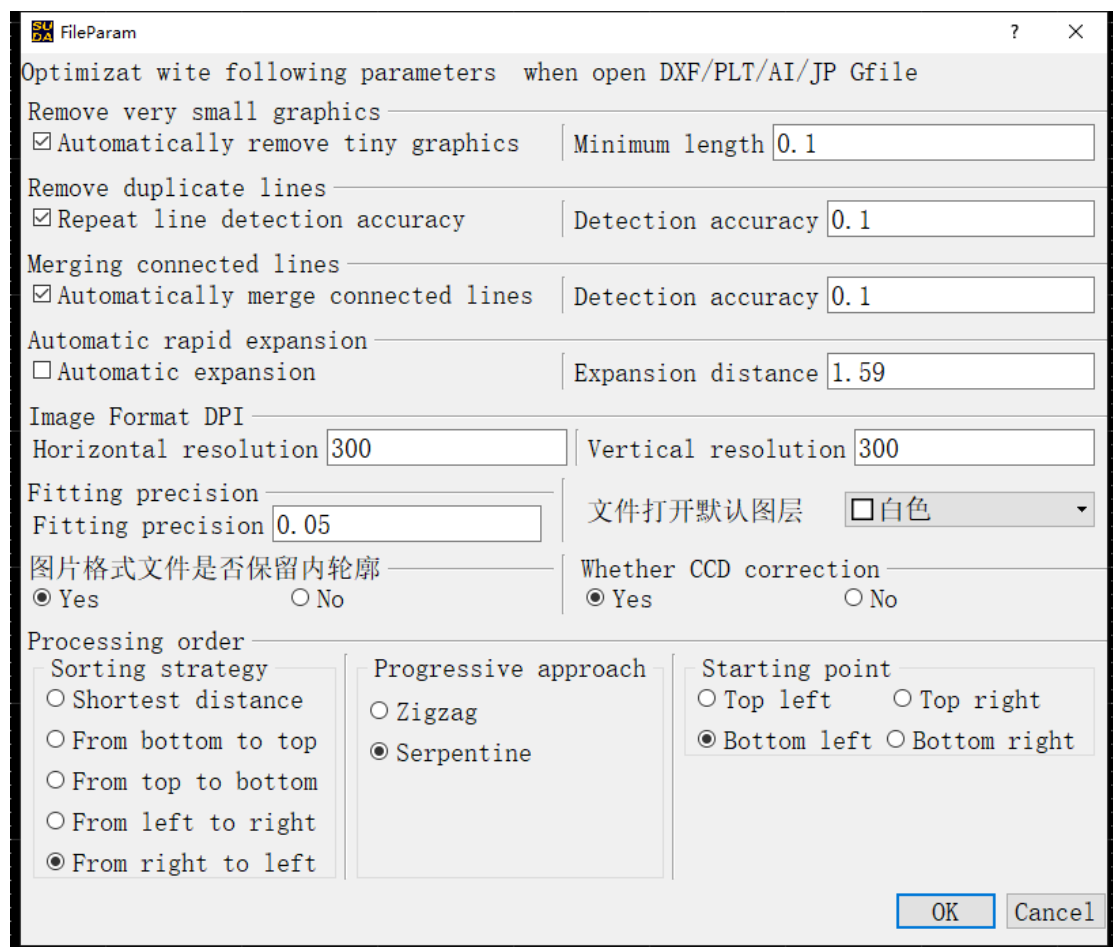 SU
DA
FileParam
?
Optimizat wite following parameters  when open DXF/PLT/AI/JP Gfile
Remove very small graphics
Automatically remove tiny graphics
Minimum length 0.1
Remove duplicate lines
Repeat line detection accuracy
Detection accuracy 0.1
Merging connected lines
Automatically merge connected lines
Detection accuracy 0.1
Automatic rapid expansion
Automatic expansion
Expansion distance 1.59
Image Format DPI
Horizontal resolution 300
Vertical resolution 300
Fitting precision
Fitting precision 0.05
文件打开默认图层
白色
图片格式文件是否保留内轮廓
Yes
No
Whether CCD correction
Yes
No
Processing order
Sorting strategy
Shortest distance
From bottom to top
From top to bottom
From left to right
From right to left
Progressive approach
Zigzag
Serpentine
Starting point
Top left
Top right
Bottom left
Bottom right
OK
Cancel